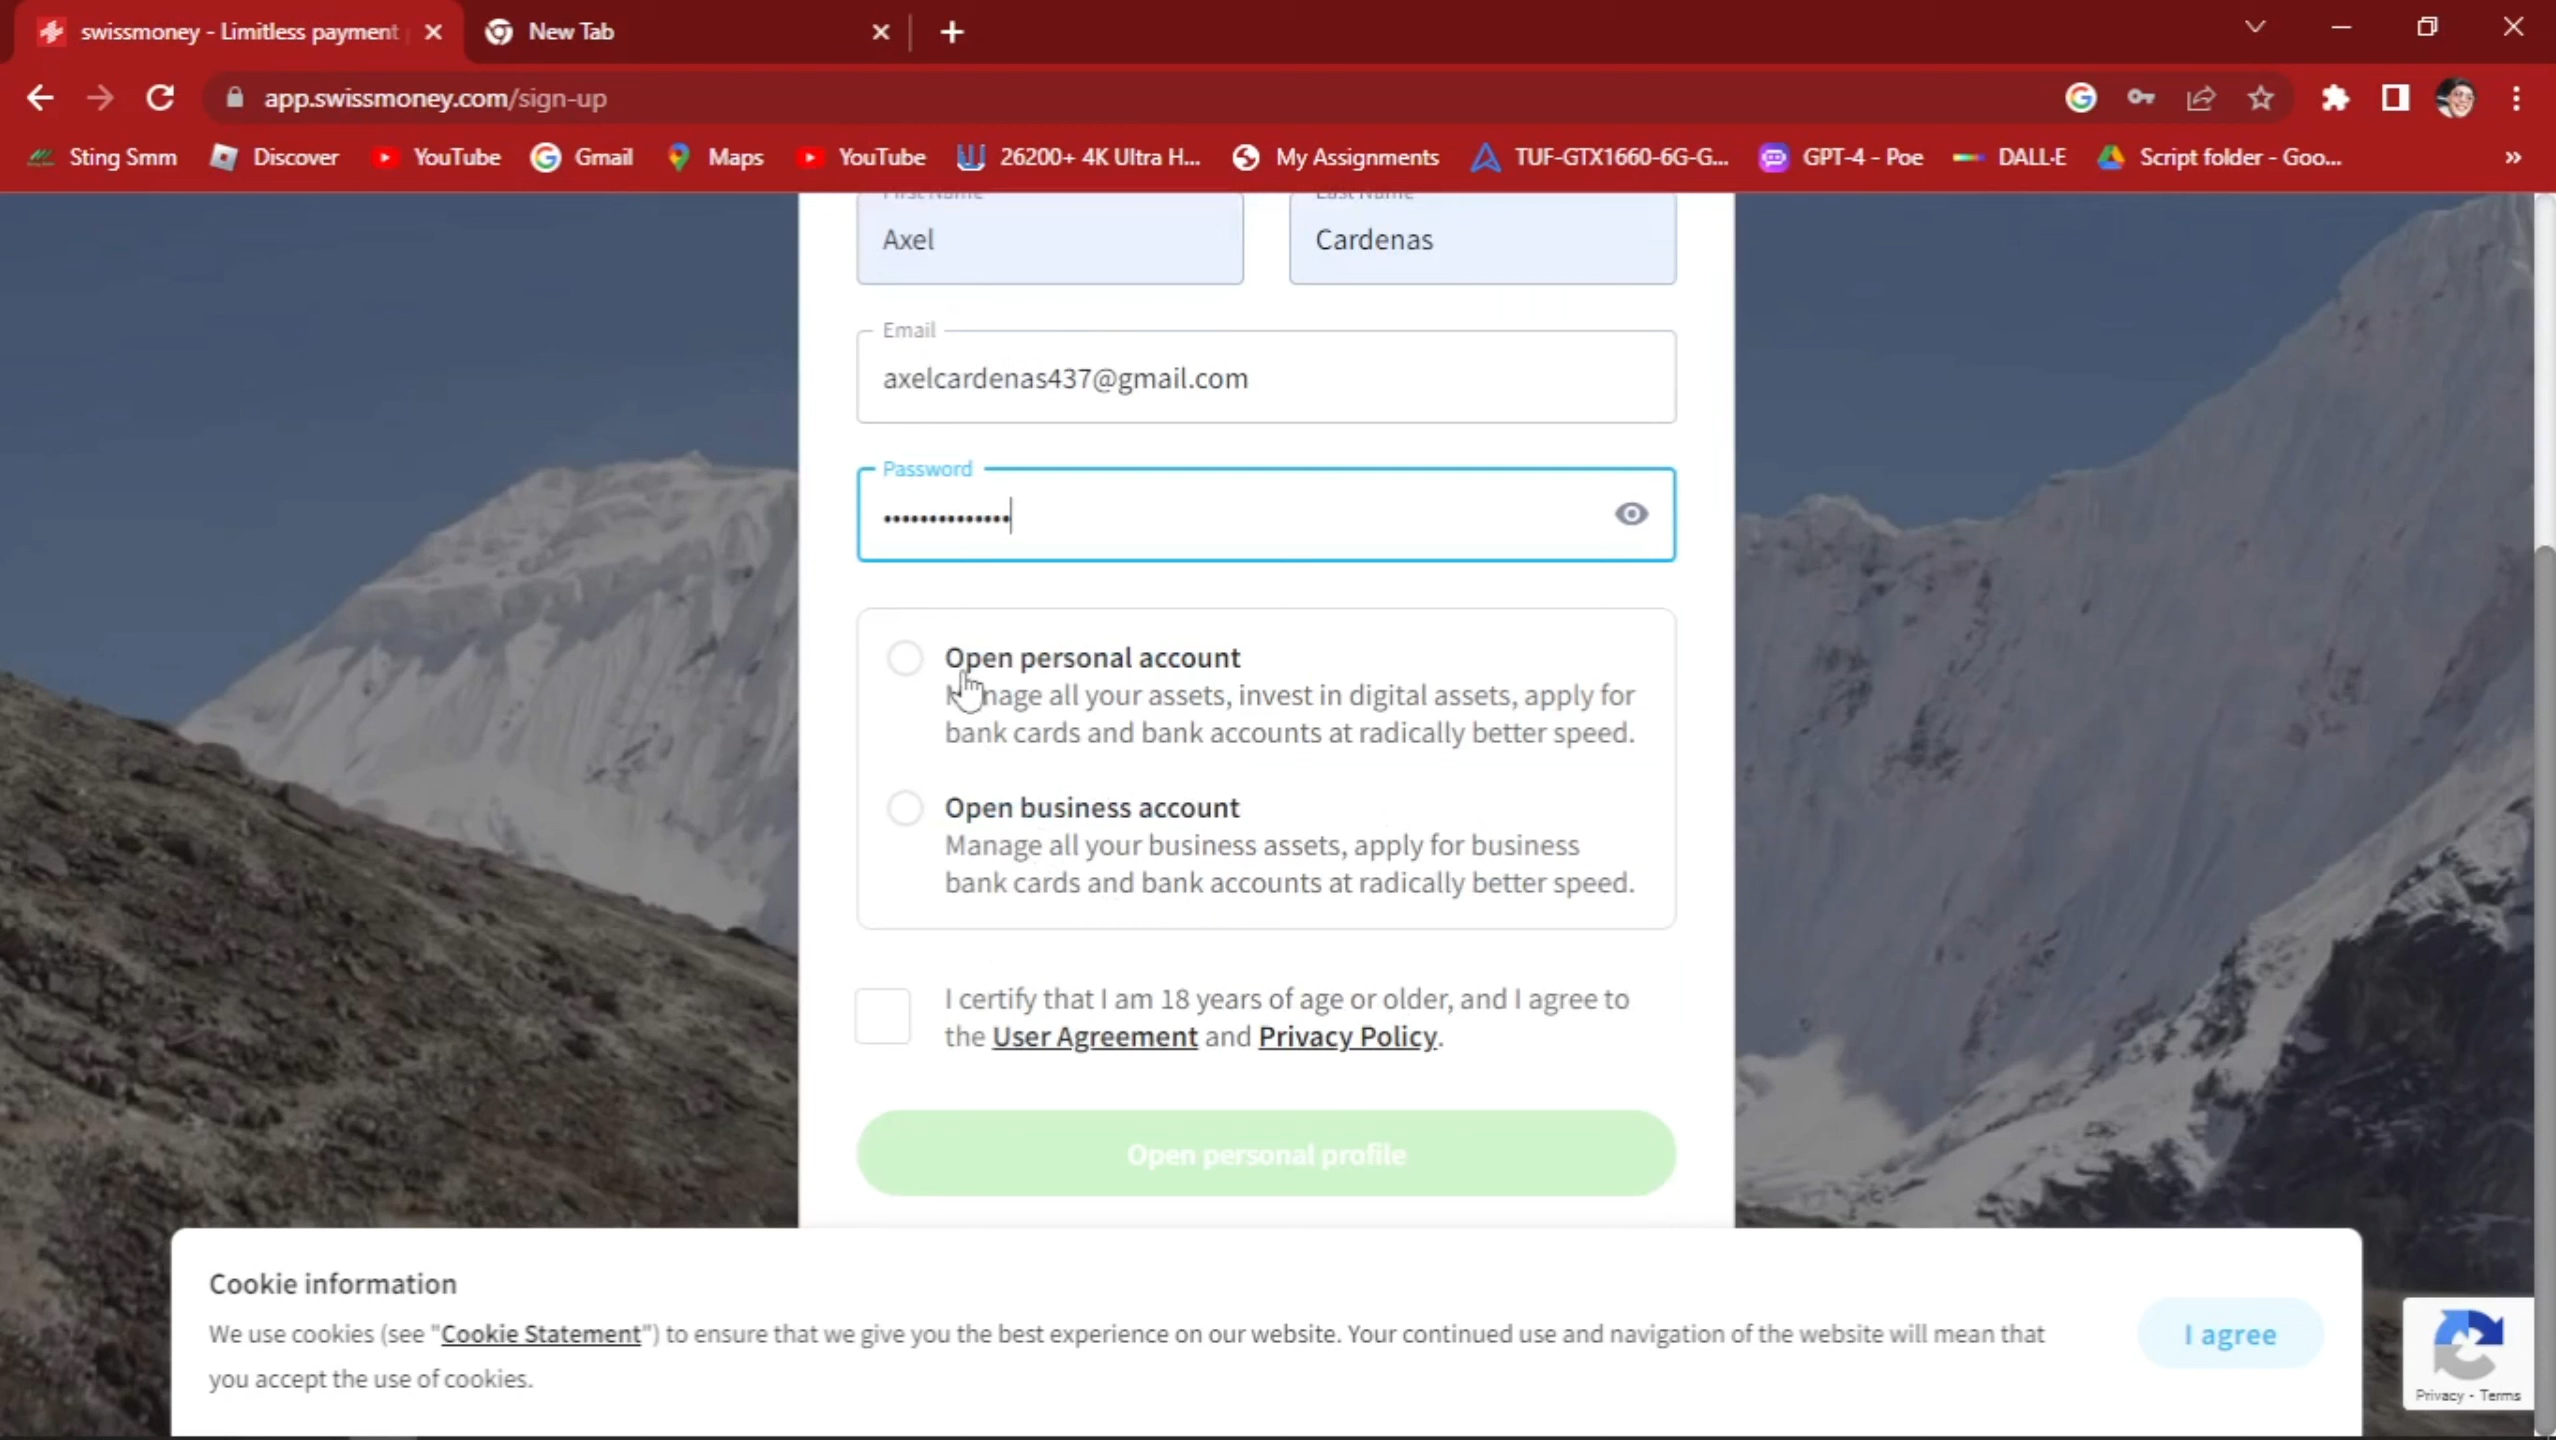 swissmoney - Limitless payment
New Tab
app.swissmoney.com/sign-up
Sting Smm
Discover
YouTube
Gmail
Maps
YouTube
26200+ 4K Ultra H...
My Assignments
TUF-GTX1660-6G-G...
GPT-4 - Poe
DALL·E
Script folder - Goo...
First Name
Last Name
Axel
Cardenas
Email
axelcardenas437@gmail.com
Password
Open personal account
Manage all your assets, invest in digital assets, apply for
bank cards and bank accounts at radically better speed.
Open business account
Manage all your business assets, apply for business
bank cards and bank accounts at radically better speed.
I certify that I am 18 years of age or older, and I agree to
the User Agreement and Privacy Policy.
Open personal profile
Cookie information
We use cookies (see "Cookie Statement") to ensure that we give you the best experience on our website. Your continued use and navigation of the website will mean that
you accept the use of cookies.
I agree
Privacy - Terms